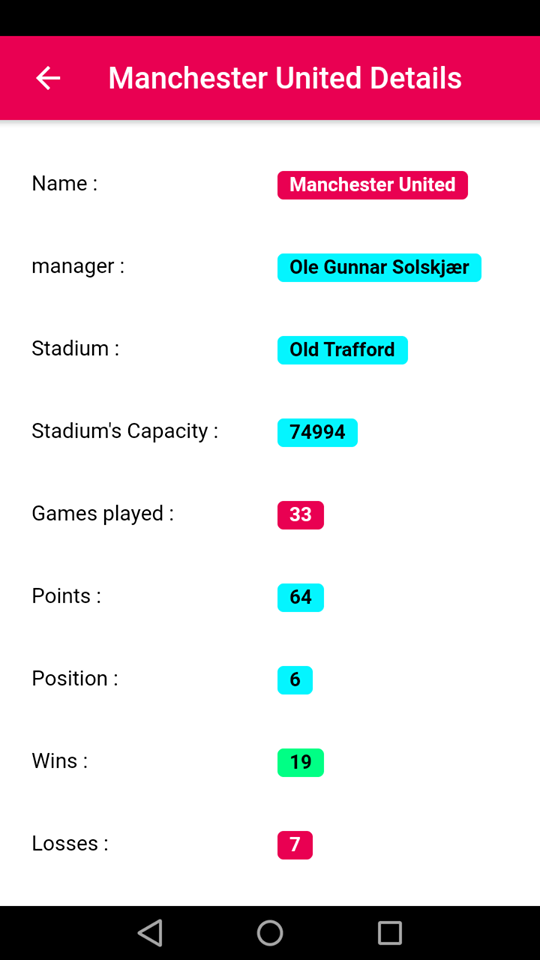 Manchester United Details
Name : Manchester United
manager : Ole Gunnar Solskjær
Stadium : Old Trafford
Stadium's Capacity : 74994
Games played : 33
Points : 64
Position : 6
Wins : 19
Losses : 7